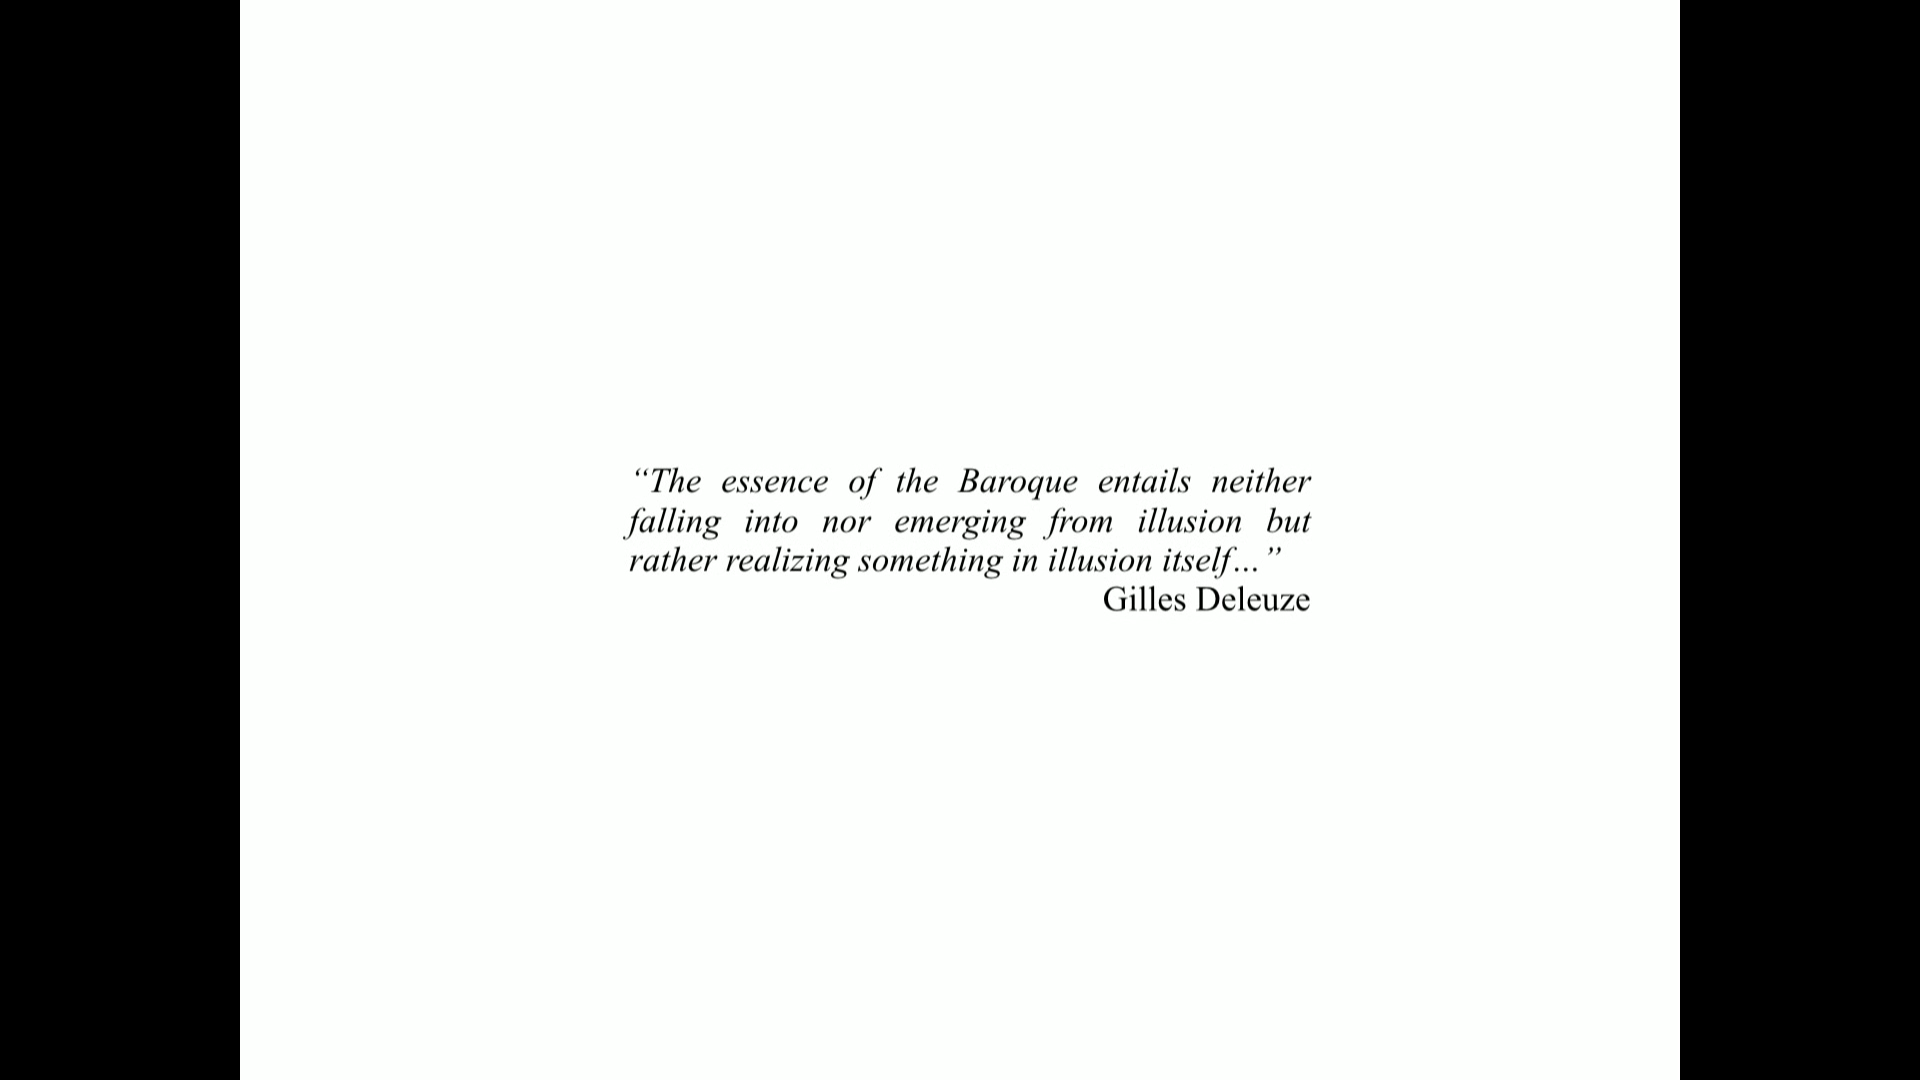 “The essence of the Baroque entails neither
falling into nor emerging from illusion but
rather realizing something in illusion itself...”
Gilles Deleuze